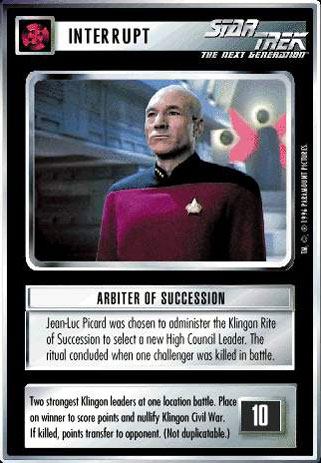 INTERRUPT
STAR TREK
THE NEXT GENERATION
TM, ©, ® 1996 PARAMOUNT PICTURES
ARBITER OF SUCCESSION
Jean-Luc Picard was chosen to administer the Klingon Rite
of Succession to select a new High Council Leader. The
ritual concluded when one challenger was killed in battle.
Two strongest Klingon leaders at one location battle. Place
on winner to score points and nullify Klingon Civil War.
If killed, points transfer to opponent. (Not duplicatable.)
10